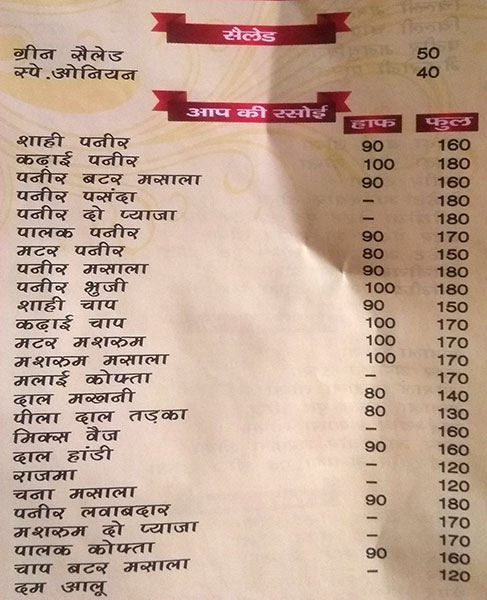 सैलेड
ग्रीन सैलेड 50
स्पे.ओनियन 40
आप की रसोई हाफ फुल
शाही पनीर 90 160
कढ़ाई पनीर 100 180
पनीर बटर मसाला 90 160
पनीर पसंदा – 180
पनीर दो प्याजा – 180
पालक पनीर 90 170
मटर पनीर 80 150
पनीर मसाला 90 180
पनीर भुजी 100 180
शाही चाप 90 150
कढ़ाई चाप 100 170
मटर मशरुम 100 170
मशरुम मसाला 100 170
मलाई कोफ्ता – 170
दाल मखनी 80 140
पीला दाल तड़का 80 130
मिक्स वैज – 160
दाल हांडी 90 160
राजमा – 120
चना मसाला – 120
पनीर लवाबदार 90 180
मशरुम दो प्याजा – 170
पालक कोफ्ता – 170
चाप बटर मसाला 90 160
दम आलू – 120